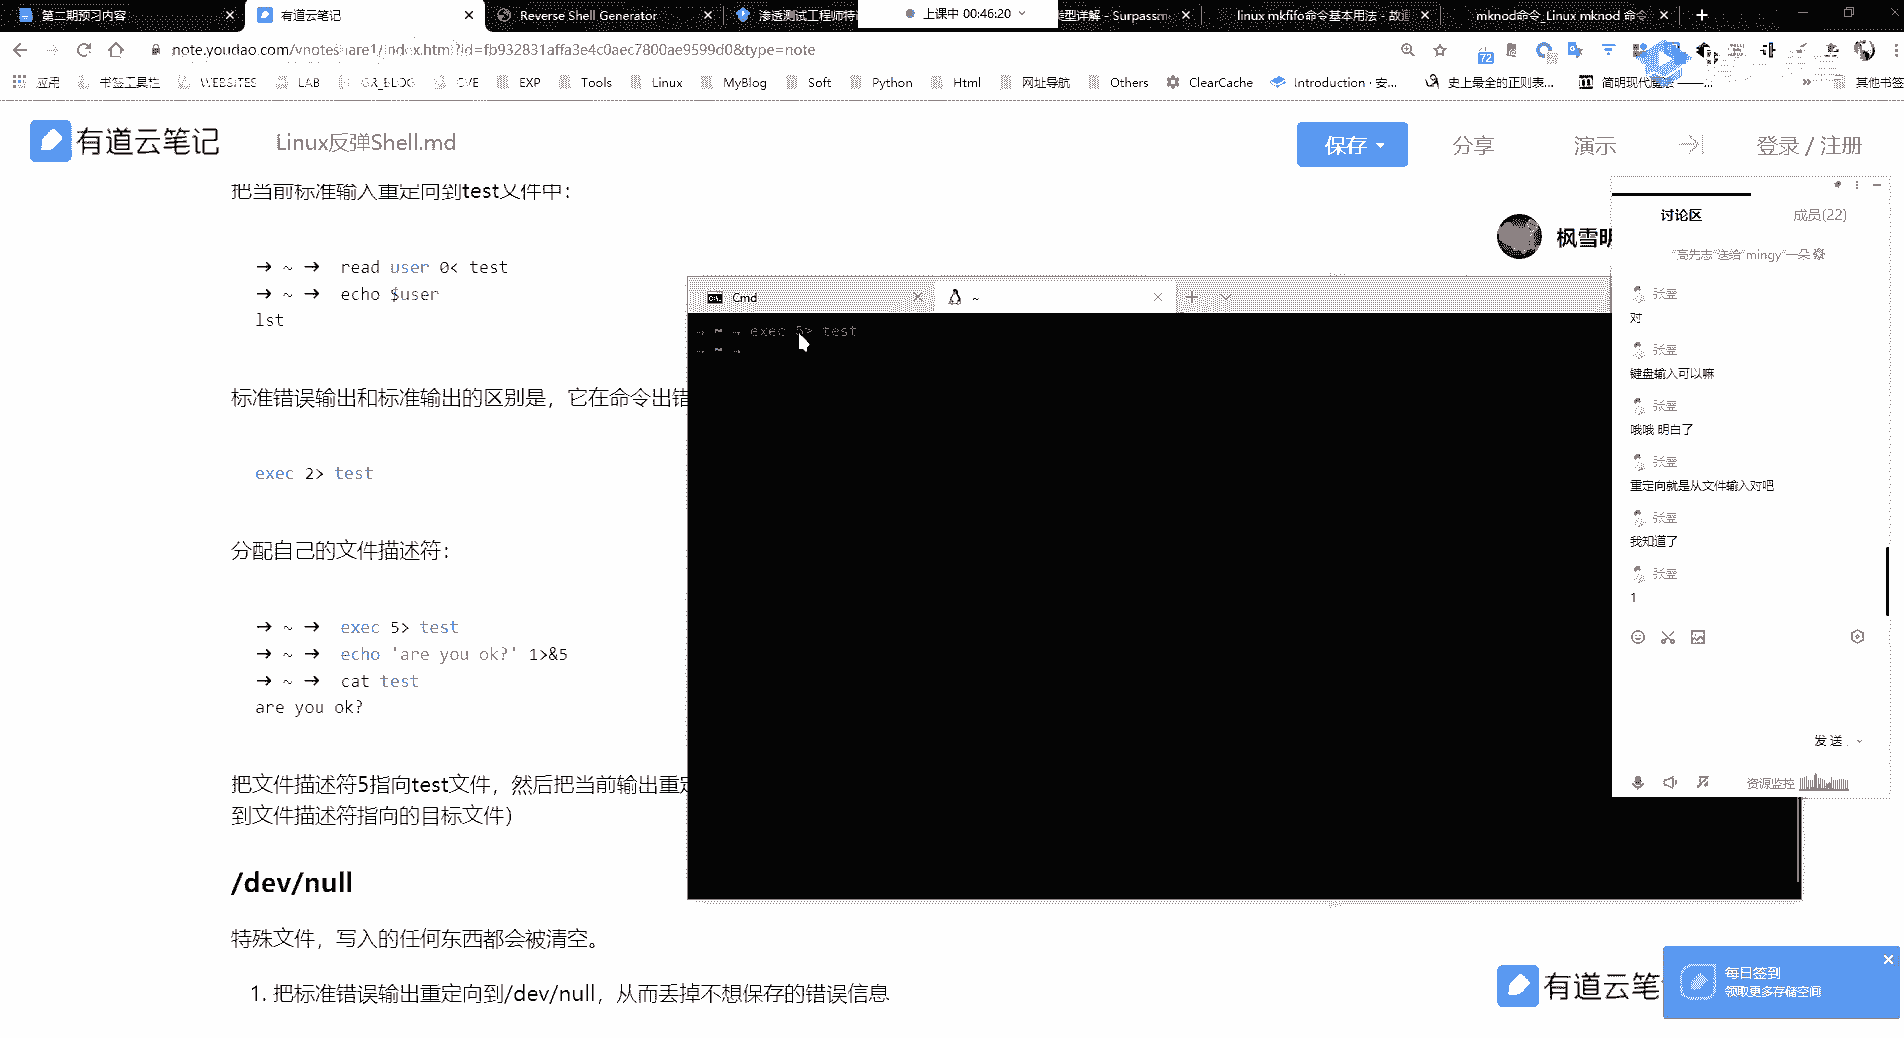 第二期预习内容
有道云笔记
Reverse Shell Generator
渗透测试工程师特
上课中 00:46:20
型详解 - Surpassm
linux mkfifo命令基本用法 - 故道
mknod命令_Linux mknod 命令
note.youdao.com/ynoteshare1/index.html?id=fb932831affa3e4c0aec7800ae9599d0&type=note
72
应用
书签工具栏
WEBSITES
LAB
GR_BLOG
CVE
EXP
Tools
Linux
MyBlog
Soft
Python
Html
网址导航
Others
ClearCache
Introduction · 安...
史上最全的正则表...
简明现代魔法 ——...
其他书签
有道云笔记
Linux反弹Shell.md
保存
分享
演示
登录 / 注册
把当前标准输入重定向到test文件中：
→ ~ → read user 0< test
→ ~ → echo $user
lst
标准错误输出和标准输出的区别是，它在命令出错
exec 2> test
分配自己的文件描述符：
→ ~ → exec 5> test
→ ~ → echo 'are you ok?' 1>&5
→ ~ → cat test
are you ok?
把文件描述符5指向test文件，然后把当前输出重定
到文件描述符指向的目标文件）
/dev/null
特殊文件，写入的任何东西都会被清空。
1. 把标准错误输出重定向到/dev/null，从而丢掉不想保存的错误信息
枫雪明
Cmd
~
→ ~ → exec 5> test
→ ~ →
讨论区
成员(22)
"高先志"送给"mingy"一朵
张昱
对
张昱
键盘输入可以嘛
张昱
哦哦 明白了
张昱
重定向就是从文件输入对吧
张昱
我知道了
张昱
1
发送
资源监控
有道云笔
每日签到
领取更多存储空间